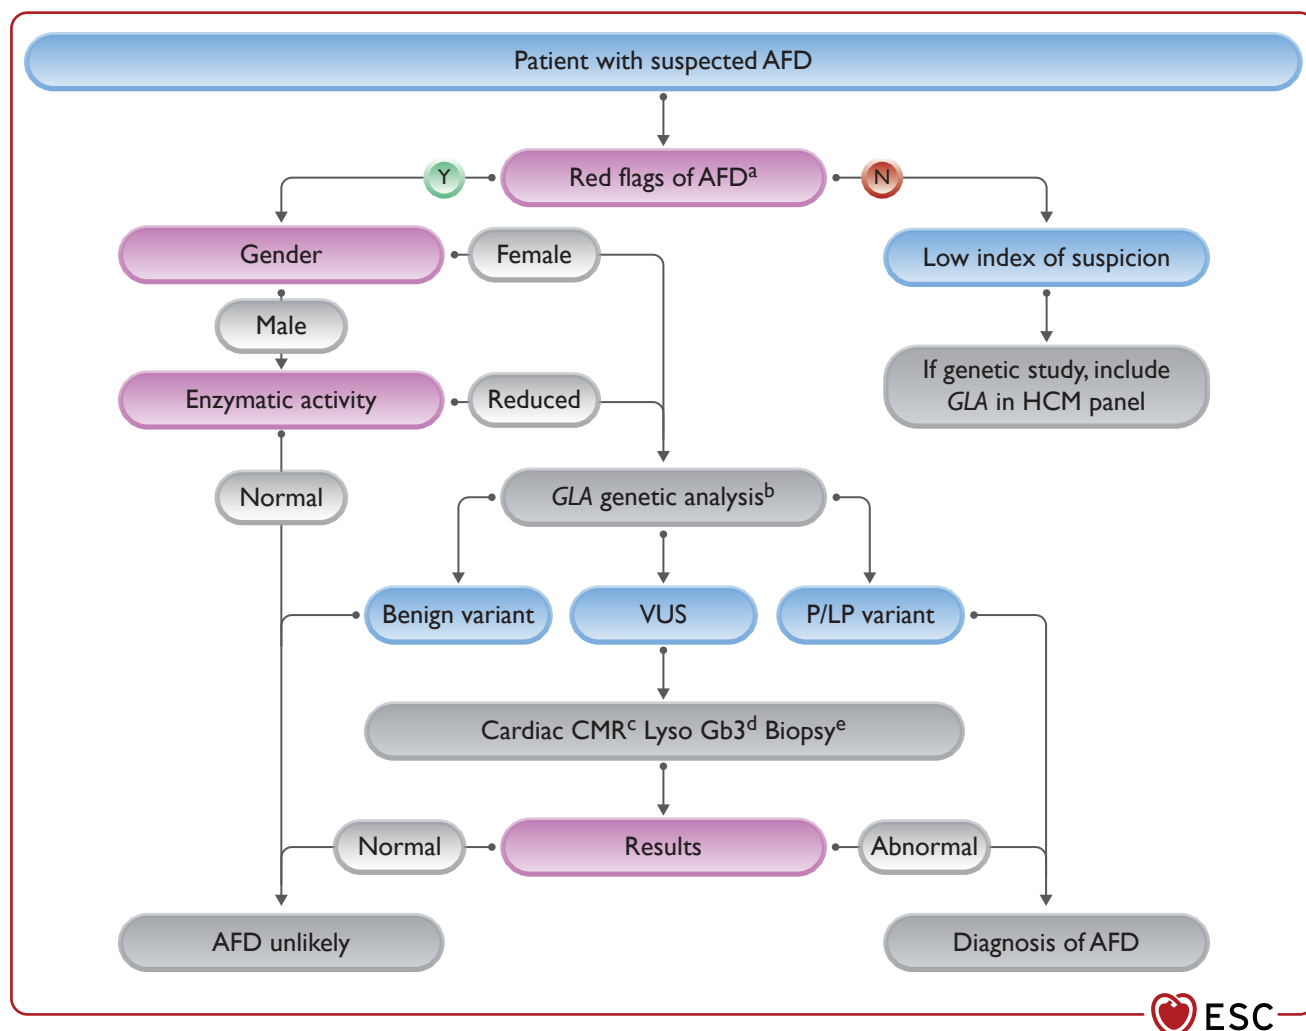 Patient with suspected AFD
Y
Red flags of AFDᵃ
N
Gender
Female
Low index of suspicion
Male
If genetic study, include
GLA in HCM panel
Enzymatic activity
Reduced
Normal
GLA genetic analysisᵇ
Benign variant
VUS
P/LP variant
Cardiac CMRᶜ Lyso Gb3ᵈ Biopsyᵉ
Normal
Results
Abnormal
AFD unlikely
Diagnosis of AFD
ESC